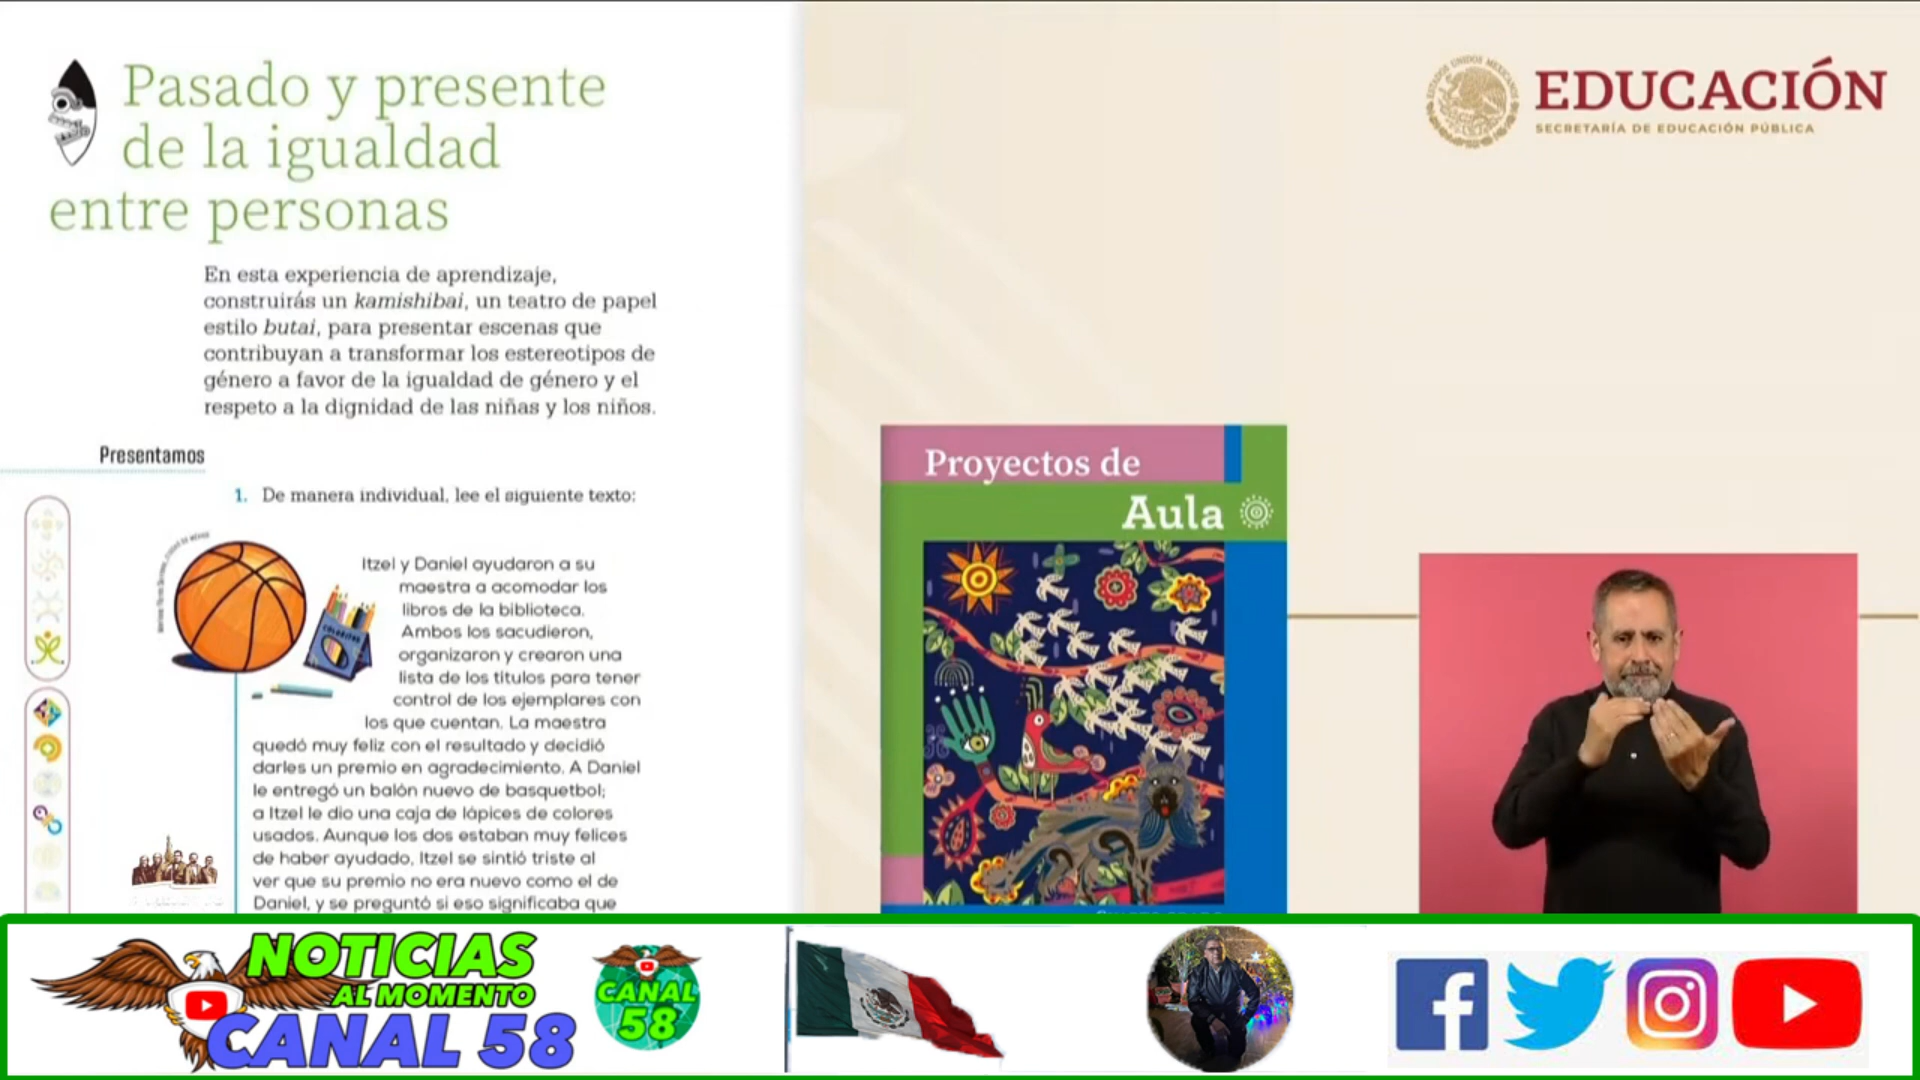 Pasado y presente
de la igualdad
entre personas
En esta experiencia de aprendizaje,
construirás un kamishibai, un teatro de papel
estilo butai, para presentar escenas que
contribuyan a transformar los estereotipos de
género a favor de la igualdad de género y el
respeto a la dignidad de las niñas y los niños.
Presentamos
1. De manera individual, lee el siguiente texto:
Itzel y Daniel ayudaron a su
maestra a acomodar los
libros de la biblioteca.
Ambos los sacudieron,
organizaron y crearon una
lista de los títulos para tener
control de los ejemplares con
los que cuentan. La maestra
quedó muy feliz con el resultado y decidió
darles un premio en agradecimiento. A Daniel
le entregó un balón nuevo de basquetbol;
a Itzel le dio una caja de lápices de colores
usados. Aunque los dos estaban muy felices
de haber ayudado, Itzel se sintió triste al
ver que su premio no era nuevo como el de
Daniel, y se preguntó si eso significaba que
COLORITOS
EDUCACIÓN
SECRETARÍA DE EDUCACIÓN PÚBLICA
ESTADOS UNIDOS MEXICANOS
Proyectos de
Aula
NOTICIAS
AL MOMENTO
CANAL 58
CANAL
58